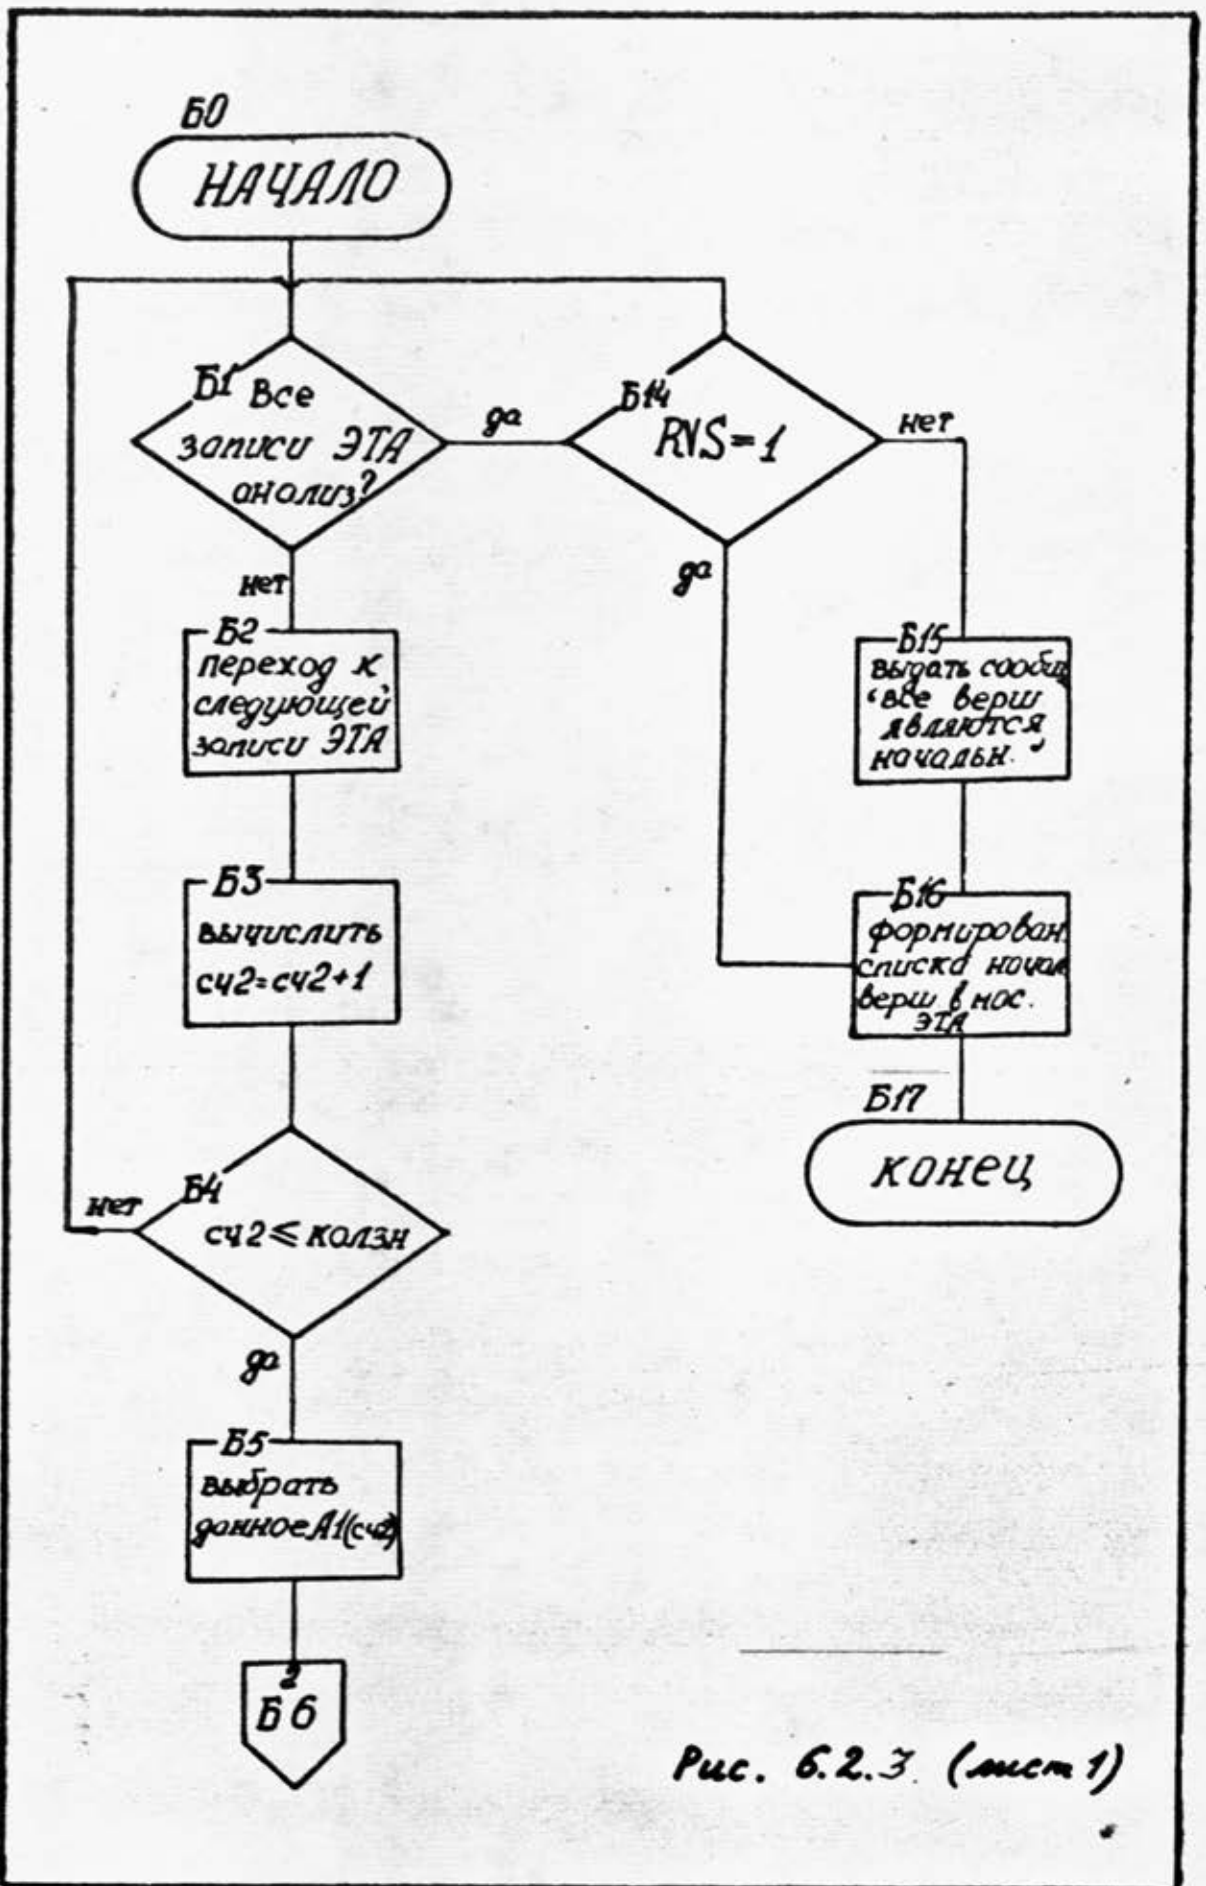 Б0
НАЧАЛО
Б1
Все
записи ЭТА
анализ?
да
нет
Б2
переход к
следующей
записи ЭТА
Б3
вычислить
сч2=сч2+1
Б4
сч2≤колзн
нет
да
Б5
выбрать
данное А1(сч2)
2
Б6
Б14
RVS=1
нет
да
Б15
выдать сообщ
"все верш
являются
начальн."
Б16
формирован.
списка начал
верш в нос.
ЭТА
Б17
КОНЕЦ
Рис. 6.2.3. (лист 1)